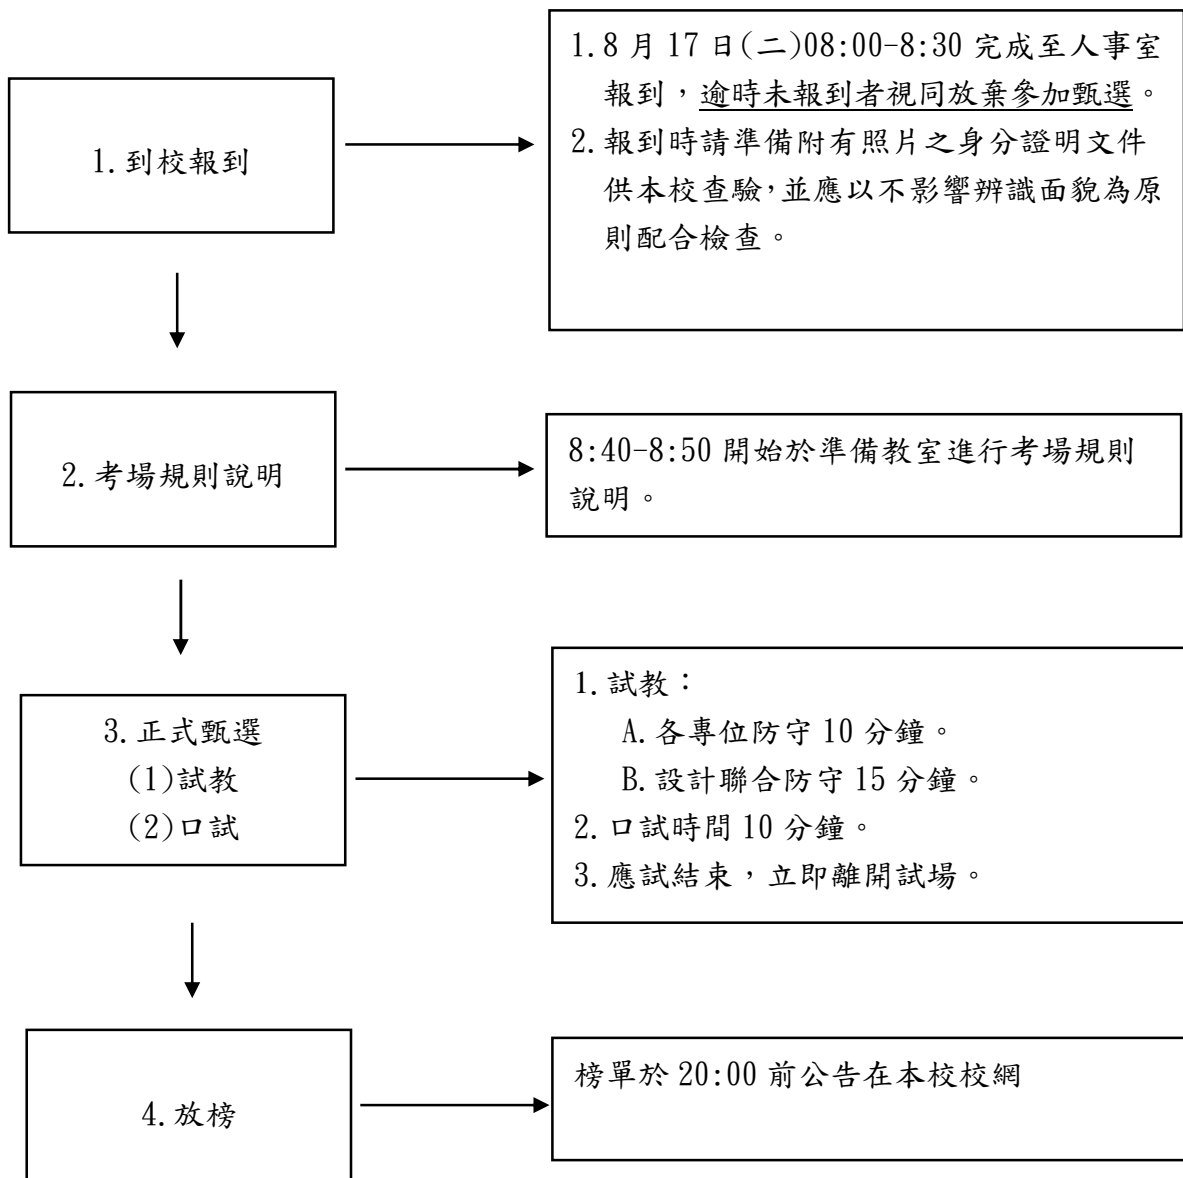 1.到校報到
1.8月17日(二)08:00-8:30完成至人事室
報到，逾時未報到者視同放棄參加甄選。
2.報到時請準備附有照片之身分證明文件
供本校查驗，並應以不影響辨識面貌為原
則配合檢查。
2.考場規則說明
8:40-8:50開始於準備教室進行考場規則
說明。
3.正式甄選
(1)試教
(2)口試
1.試教：
A.各專位防守10分鐘。
B.設計聯合防守15分鐘。
2.口試時間10分鐘。
3.應試結束，立即離開試場。
4.放榜
榜單於20:00前公告在本校校網